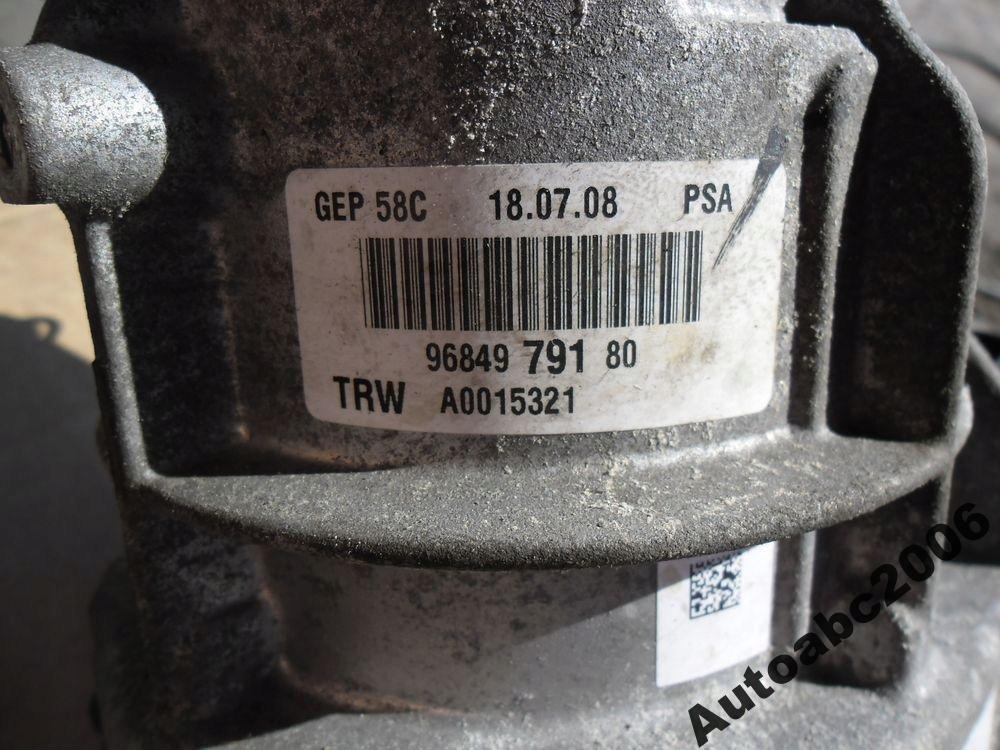 GEP 58C 18.07.08 PSA
96849 791 80
TRW A0015321
Autoabc2006